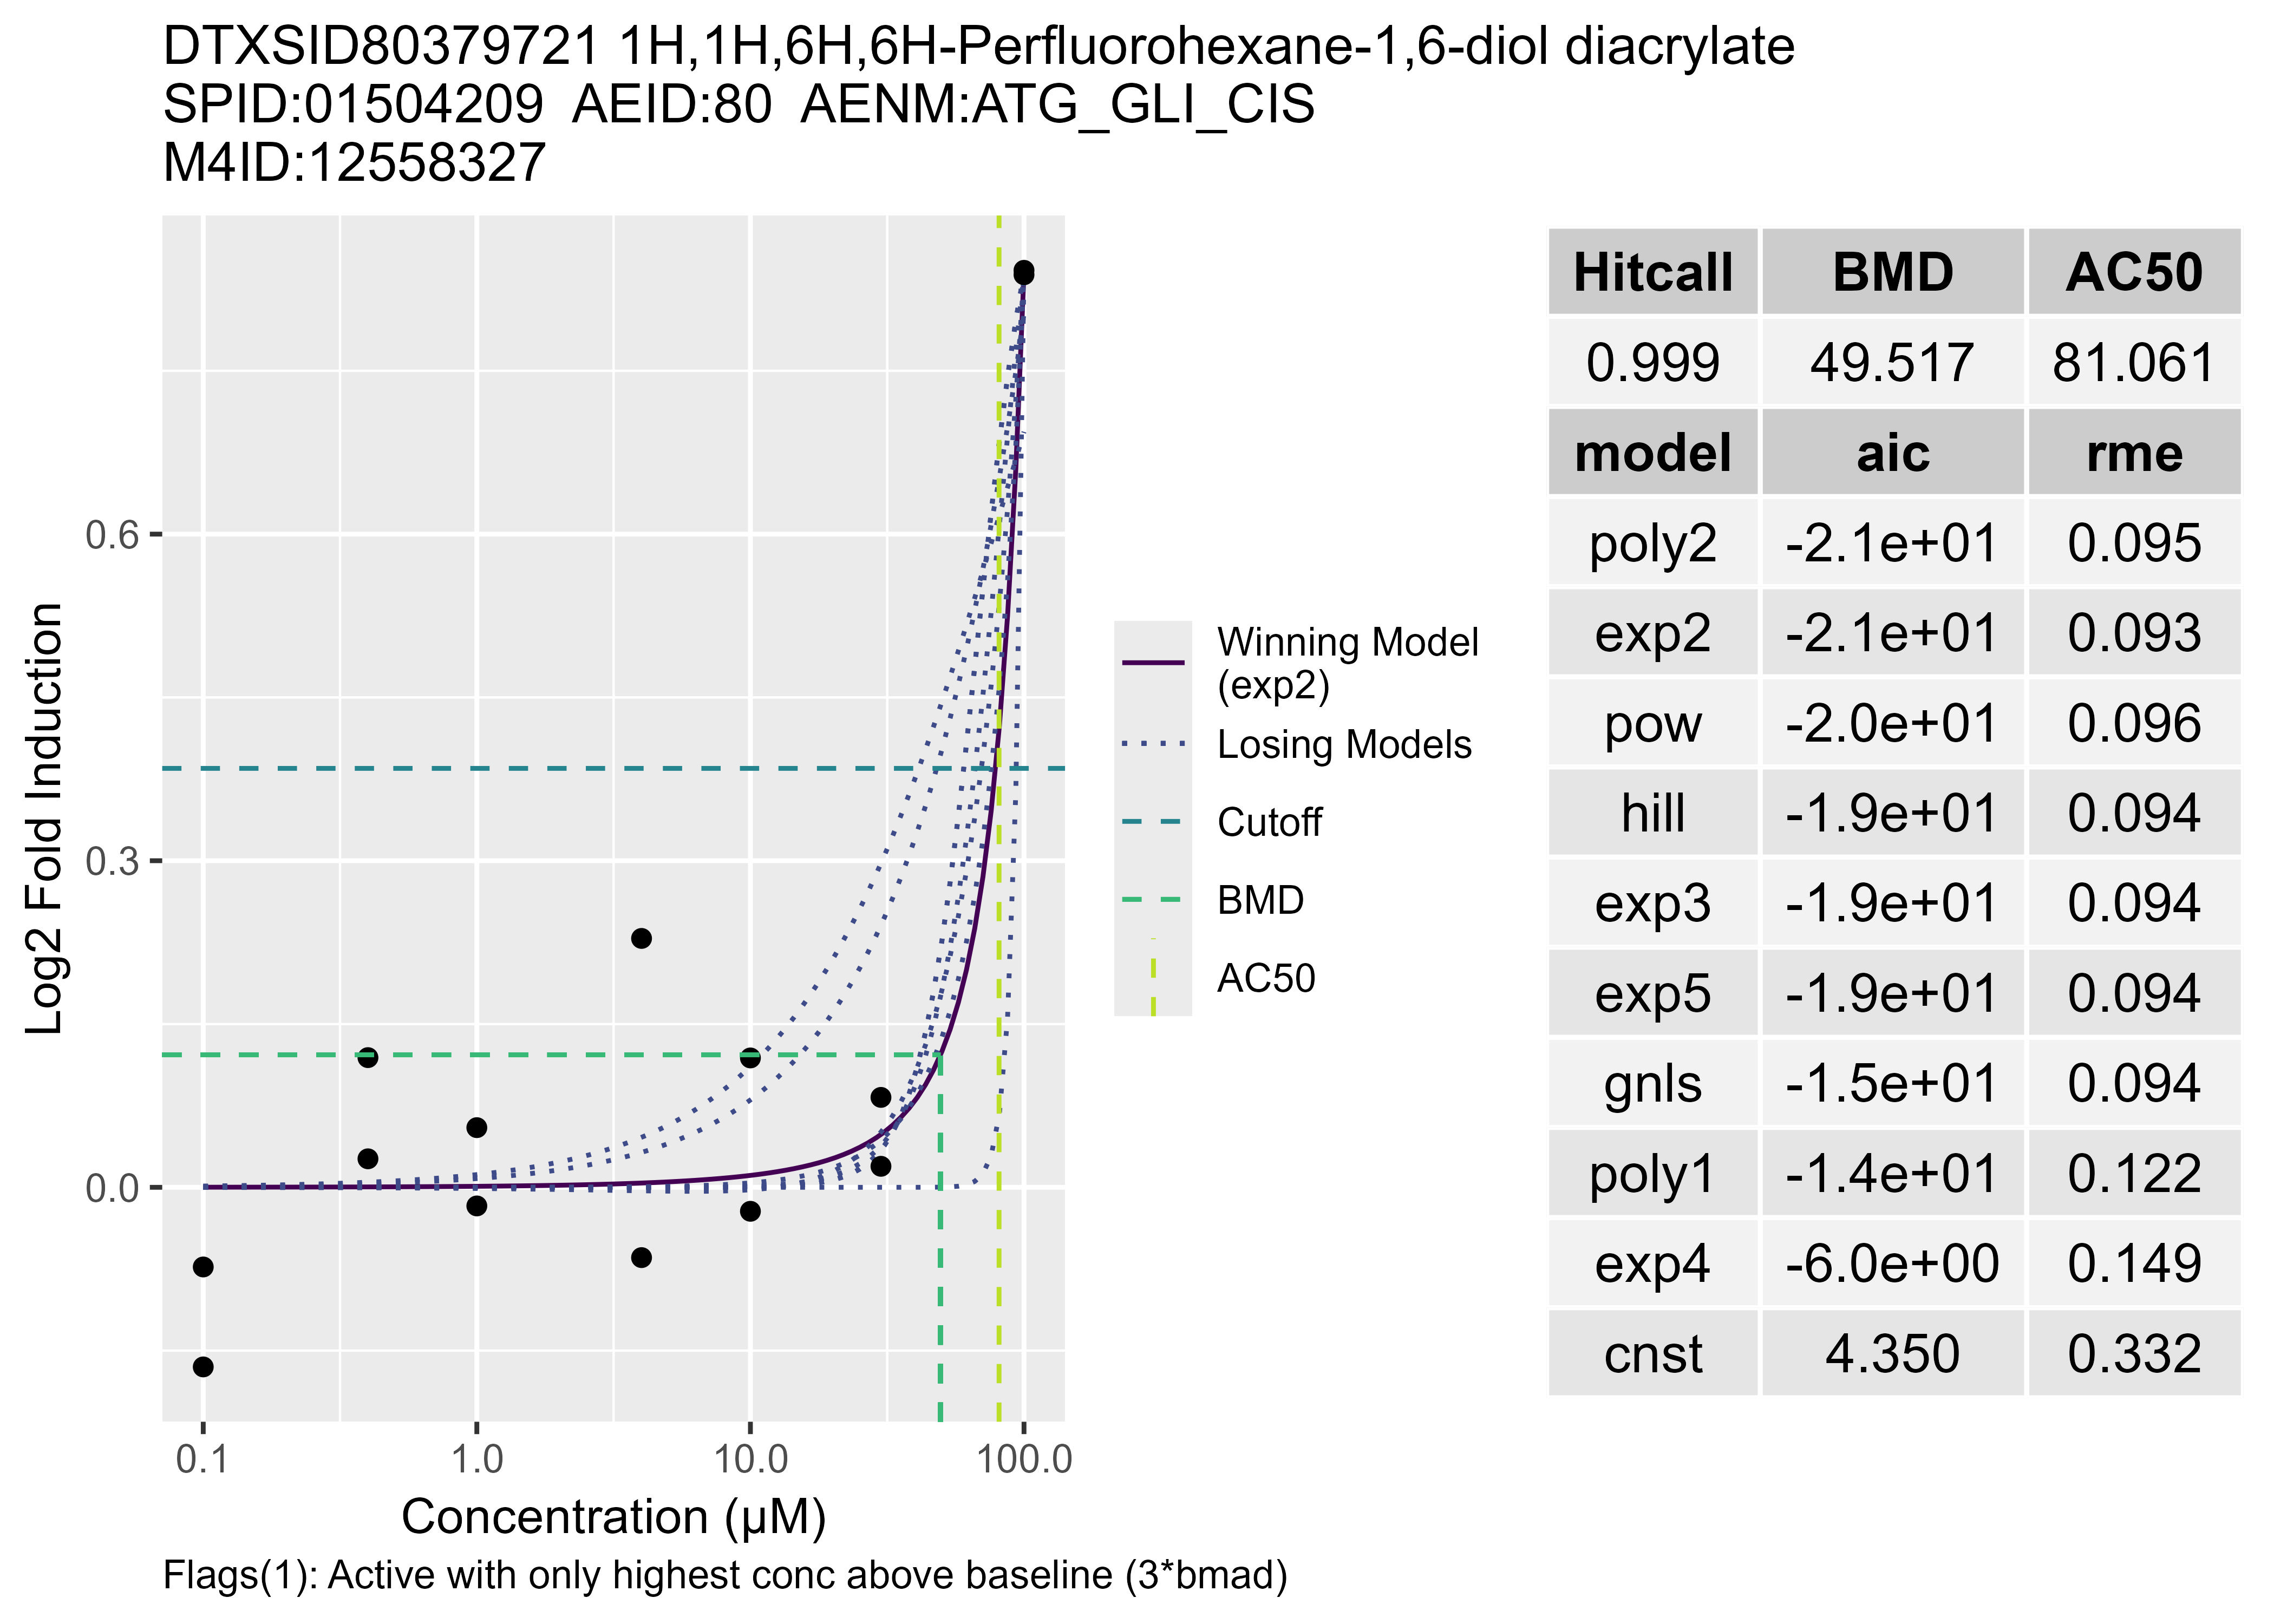 DTXSID80379721 1H,1H,6H,6H-Perfluorohexane-1,6-diol diacrylate
SPID:01504209 AEID:80 AENM:ATG_GLI_CIS
M4ID:12558327
Log2 Fold Induction
0.6
0.3
0.0
0.1 1.0 10.0 100.0
Concentration (µM)
Flags(1): Active with only highest conc above baseline (3*bmad)
Winning Model
(exp2)
Losing Models
Cutoff
BMD
AC50
Hitcall BMD AC50
0.999 49.517 81.061
model aic rme
poly2 -2.1e+01 0.095
exp2 -2.1e+01 0.093
pow -2.0e+01 0.096
hill -1.9e+01 0.094
exp3 -1.9e+01 0.094
exp5 -1.9e+01 0.094
gnls -1.5e+01 0.094
poly1 -1.4e+01 0.122
exp4 -6.0e+00 0.149
cnst 4.350 0.332